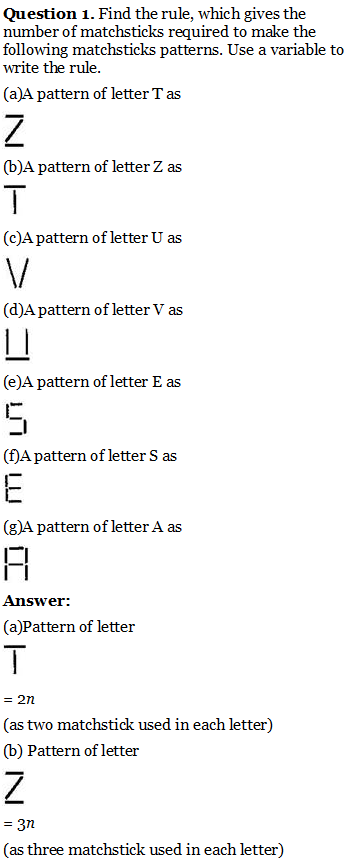 Question 1. Find the rule, which gives the
number of matchsticks required to make the
following matchsticks patterns. Use a variable to
write the rule.
(a)A pattern of letter T as
Z
(b)A pattern of letter Z as
T
(c)A pattern of letter U as
V
(d)A pattern of letter V as
U
(e)A pattern of letter E as
S
(f)A pattern of letter S as
E
(g)A pattern of letter A as
A
Answer:
(a)Pattern of letter
T
= 2n
(as two matchstick used in each letter)
(b) Pattern of letter
Z
= 3n
(as three matchstick used in each letter)